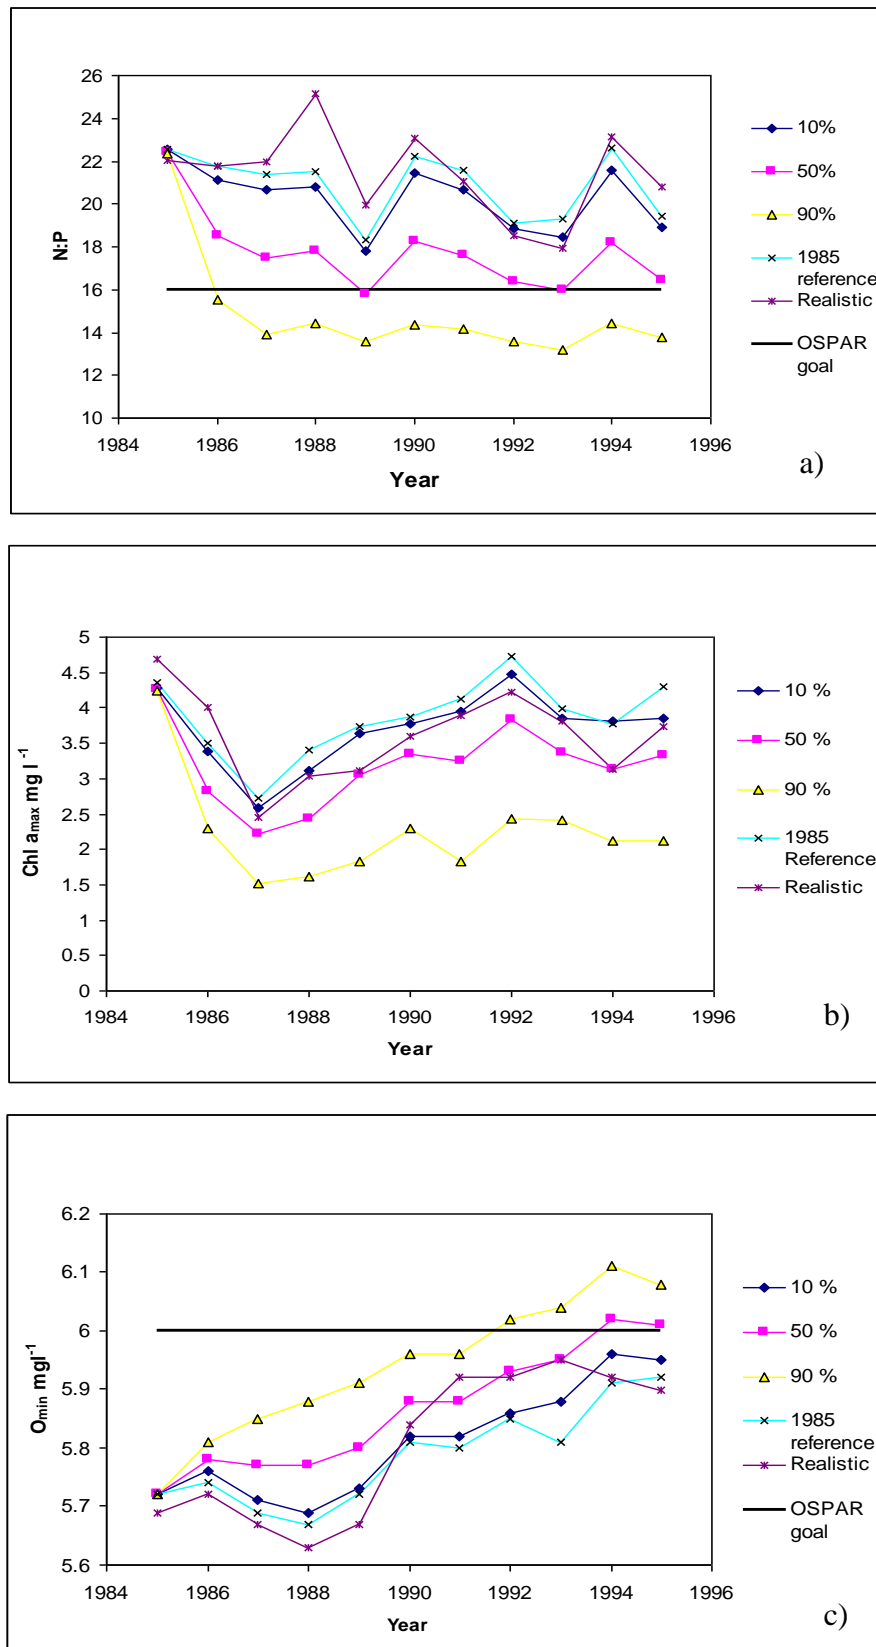 26
24
22
20
18
16
14
12
10
N:P
1984 1986 1988 1990 1992 1994 1996
Year
10%
50%
90%
1985
reference
Realistic
OSPAR
goal
a)
5
4.5
4
3.5
3
2.5
2
1.5
1
0.5
0
Chl amax mg l -1
1984 1986 1988 1990 1992 1994 1996
Year
10 %
50 %
90 %
1985
Reference
Realistic
b)
6.2
6.1
6
5.9
5.8
5.7
5.6
Omin mgl-1
1984 1986 1988 1990 1992 1994 1996
Year
10 %
50 %
90 %
1985
reference
Realistic
OSPAR
goal
c)